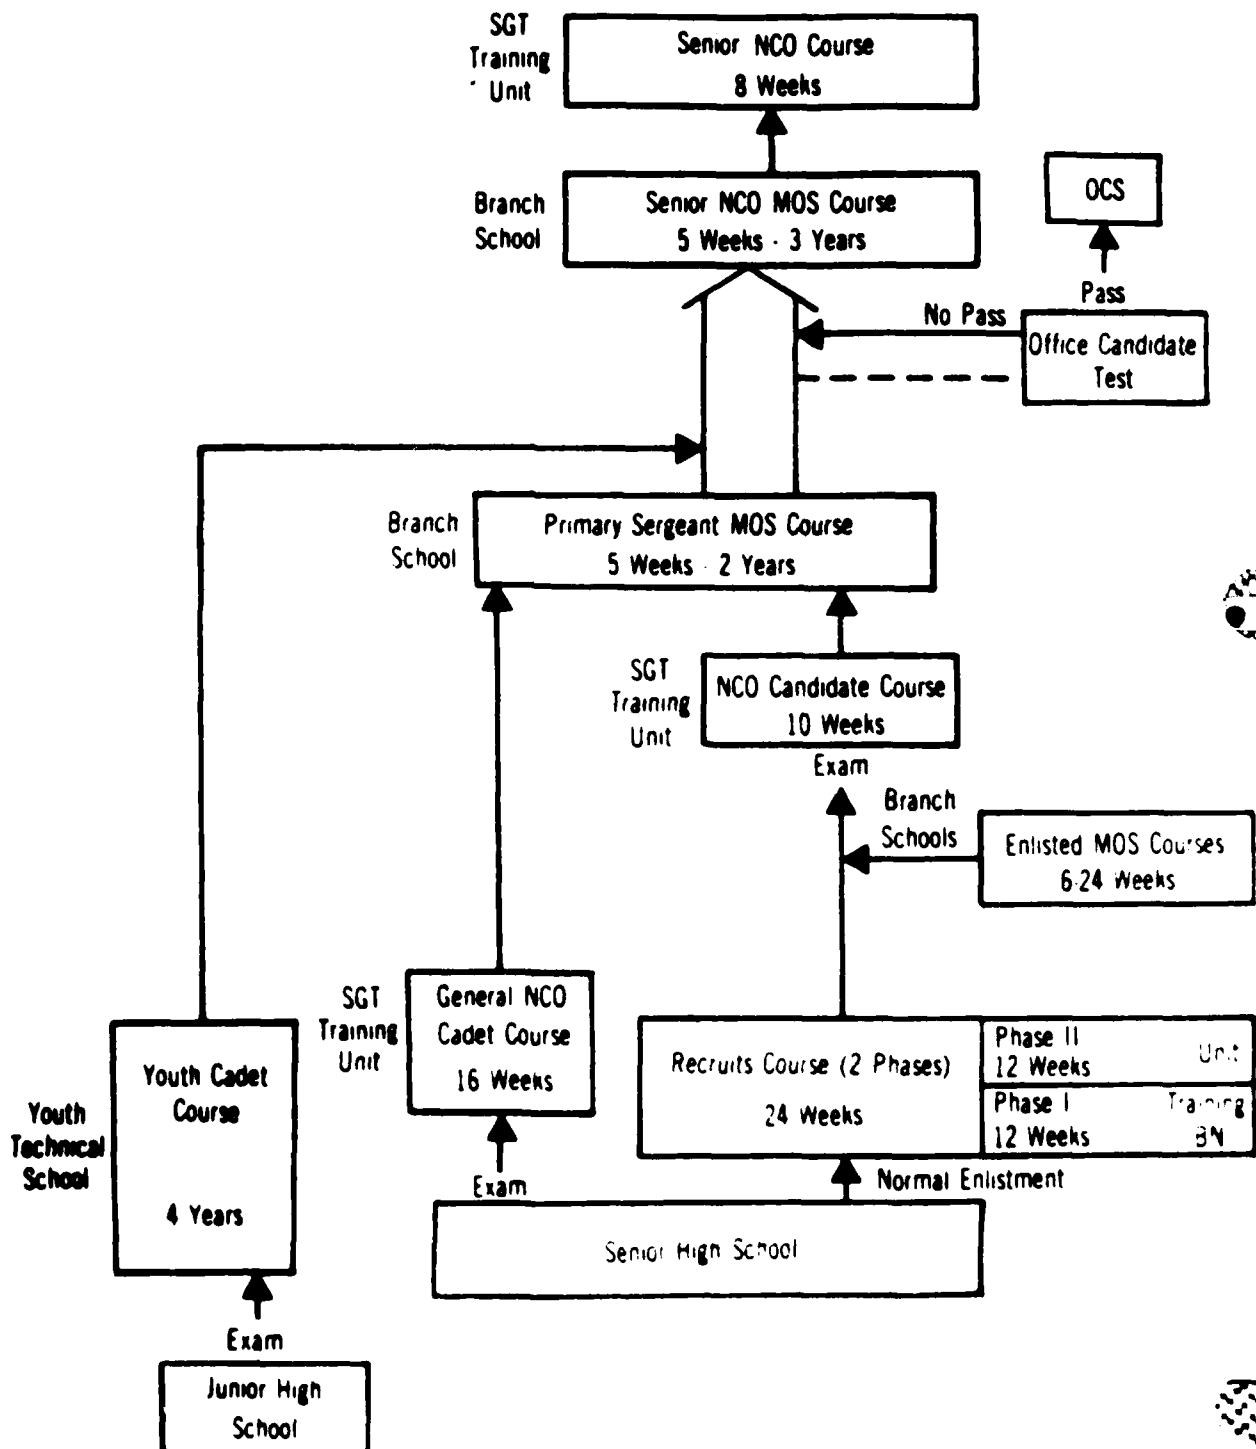 SGT
Training
Unit
Senior NCO Course
8 Weeks
Branch
School
Senior NCO MOS Course
5 Weeks - 3 Years
OCS
Pass
No Pass
Office Candidate
Test
Branch
School
Primary Sergeant MOS Course
5 Weeks - 2 Years
SGT
Training
Unit
NCO Candidate Course
10 Weeks
Exam
Branch
Schools
Enlisted MOS Courses
6-24 Weeks
SGT
Training
Unit
General NCO
Cadet Course
16 Weeks
Recruits Course (2 Phases)
24 Weeks
Phase II
12 Weeks
Unit
Phase I
12 Weeks
Training
BN
Youth
Technical
School
Youth Cadet
Course
4 Years
Exam
Normal Enlistment
Senior High School
Exam
Junior High
School